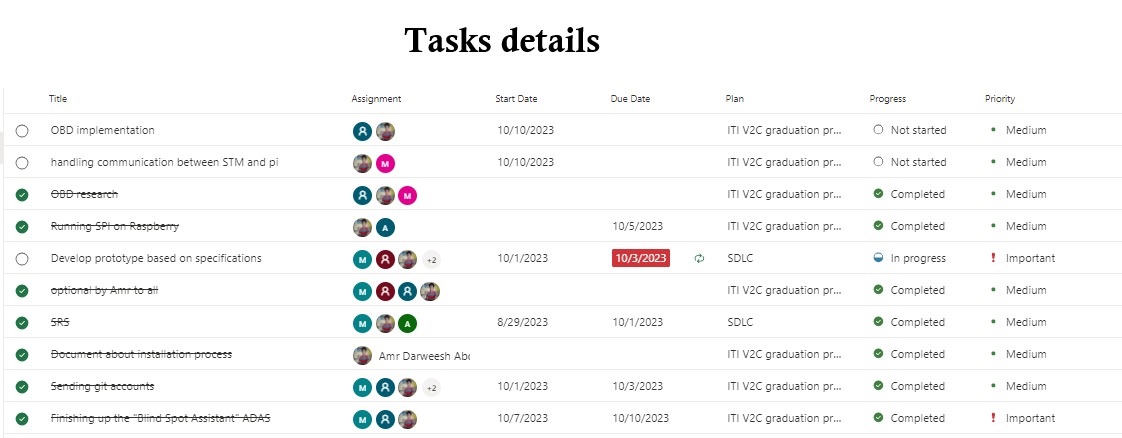 Tasks details
Title Assignment Start Date Due Date Plan Progress Priority
OBD implementation 10/10/2023 ITI V2C graduation pr... Not started Medium
handling communication between STM and pi M 10/10/2023 ITI V2C graduation pr... Not started Medium
OBD research M ITI V2C graduation pr... Completed Medium
Running SPI on Raspberry A 10/5/2023 ITI V2C graduation pr... Completed Medium
Develop prototype based on specifications M +2 10/1/2023 10/3/2023 SDLC In progress Important
optional by Amr to all M ITI V2C graduation pr... Completed Medium
SRS M A 8/29/2023 10/1/2023 SDLC Completed Medium
Document about installation process Amr Darweesh Abc ITI V2C graduation pr... Completed Medium
Sending git accounts M +2 10/1/2023 10/3/2023 ITI V2C graduation pr... Completed Medium
Finishing up the "Blind Spot Assistant" ADAS M 10/7/2023 10/10/2023 ITI V2C graduation pr... Completed Important